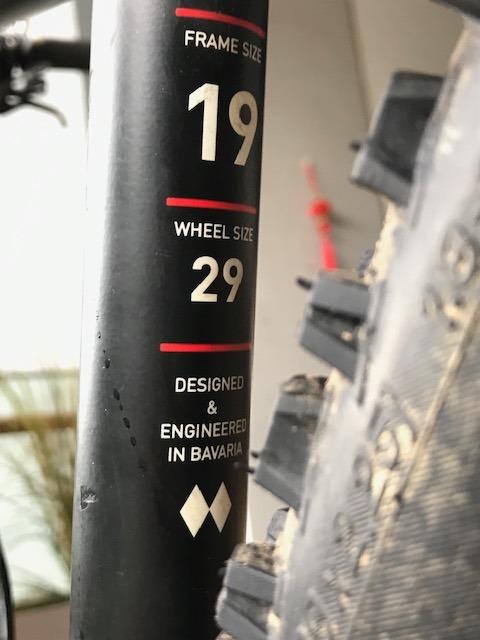 FRAME SIZE
19
WHEEL SIZE
29
DESIGNED
&
ENGINEERED
IN BAVARIA